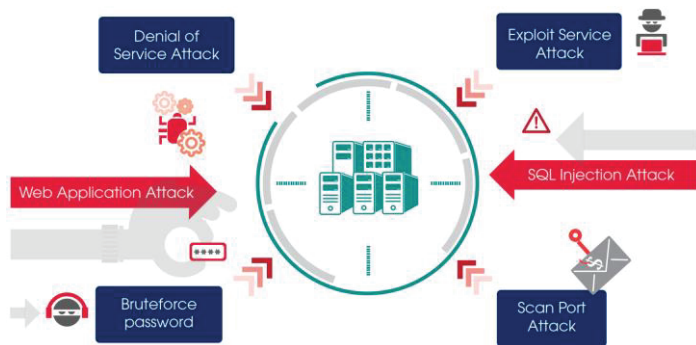 Denial of
Service Attack
Exploit Service
Attack
Web Application Attack
SQL Injection Attack
****
Bruteforce
password
$
Scan Port
Attack